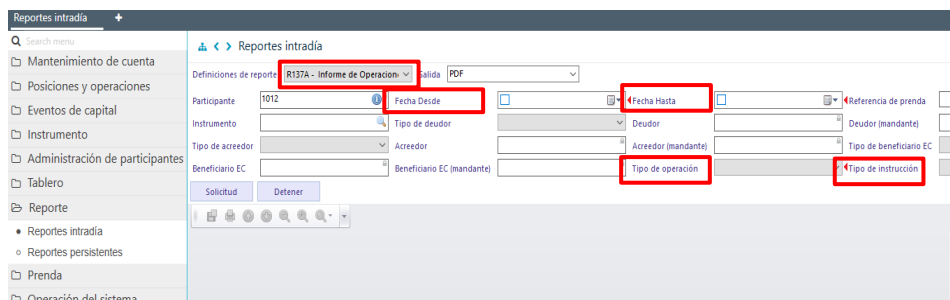 Reportes intradía +
Search menu
Mantenimiento de cuenta
Posiciones y operaciones
Eventos de capital
Instrumento
Administración de participantes
Tablero
Reporte
Reportes intradía
Reportes persistentes
Prenda
Operación del sistema
Reportes intradía
Definiciones de reporte R137A - Informe de Operacion Salida PDF
Participante 1012 Fecha Desde Fecha Hasta Referencia de prenda
Instrumento Tipo de deudor Deudor Deudor (mandante)
Tipo de acreedor Acreedor Acreedor (mandante) Tipo de beneficiario EC
Beneficiario EC Beneficiario EC (mandante) Tipo de operación Tipo de instrucción
Solicitud Detener